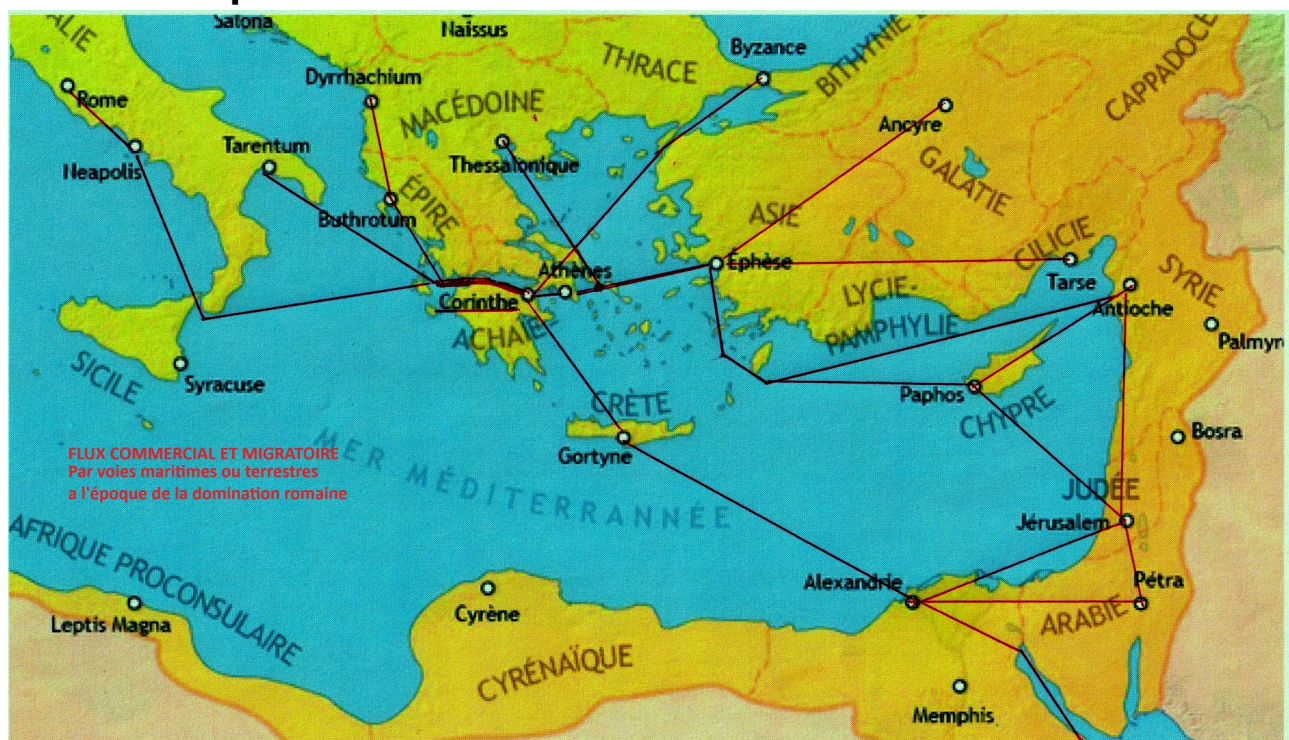 Salona
Naissus
ALIE
THRACE
Byzance
BITHYNIE
CAPPADOCE
Rome
Dyrrhachium
MACÉDOINE
Ancyre
Tarentum
Neapolis
Thessalonique
GALATIE
ÉPIRE
Buthrotum
ASIE
Athènes
Éphèse
CILICIE
Tarse
SYRIE
Corinthe
LYCIE-
PAMPHYLIE
Antioche
ACHAIE
Palmyr
SICILE
Syracuse
CRÈTE
Paphos
CHYPRE
Bosra
Gortyne
FLUX COMMERCIAL ET MIGRATOIRE
Par voies maritimes ou terrestres
a l'époque de la domination romaine
MER MÉDITERRANNÉE
JUDÉE
Jérusalem
AFRIQUE PROCONSULAIRE
Alexandrie
Pétra
Leptis Magna
Cyrène
ARABIE
CYRÉNAÏQUE
Memphis